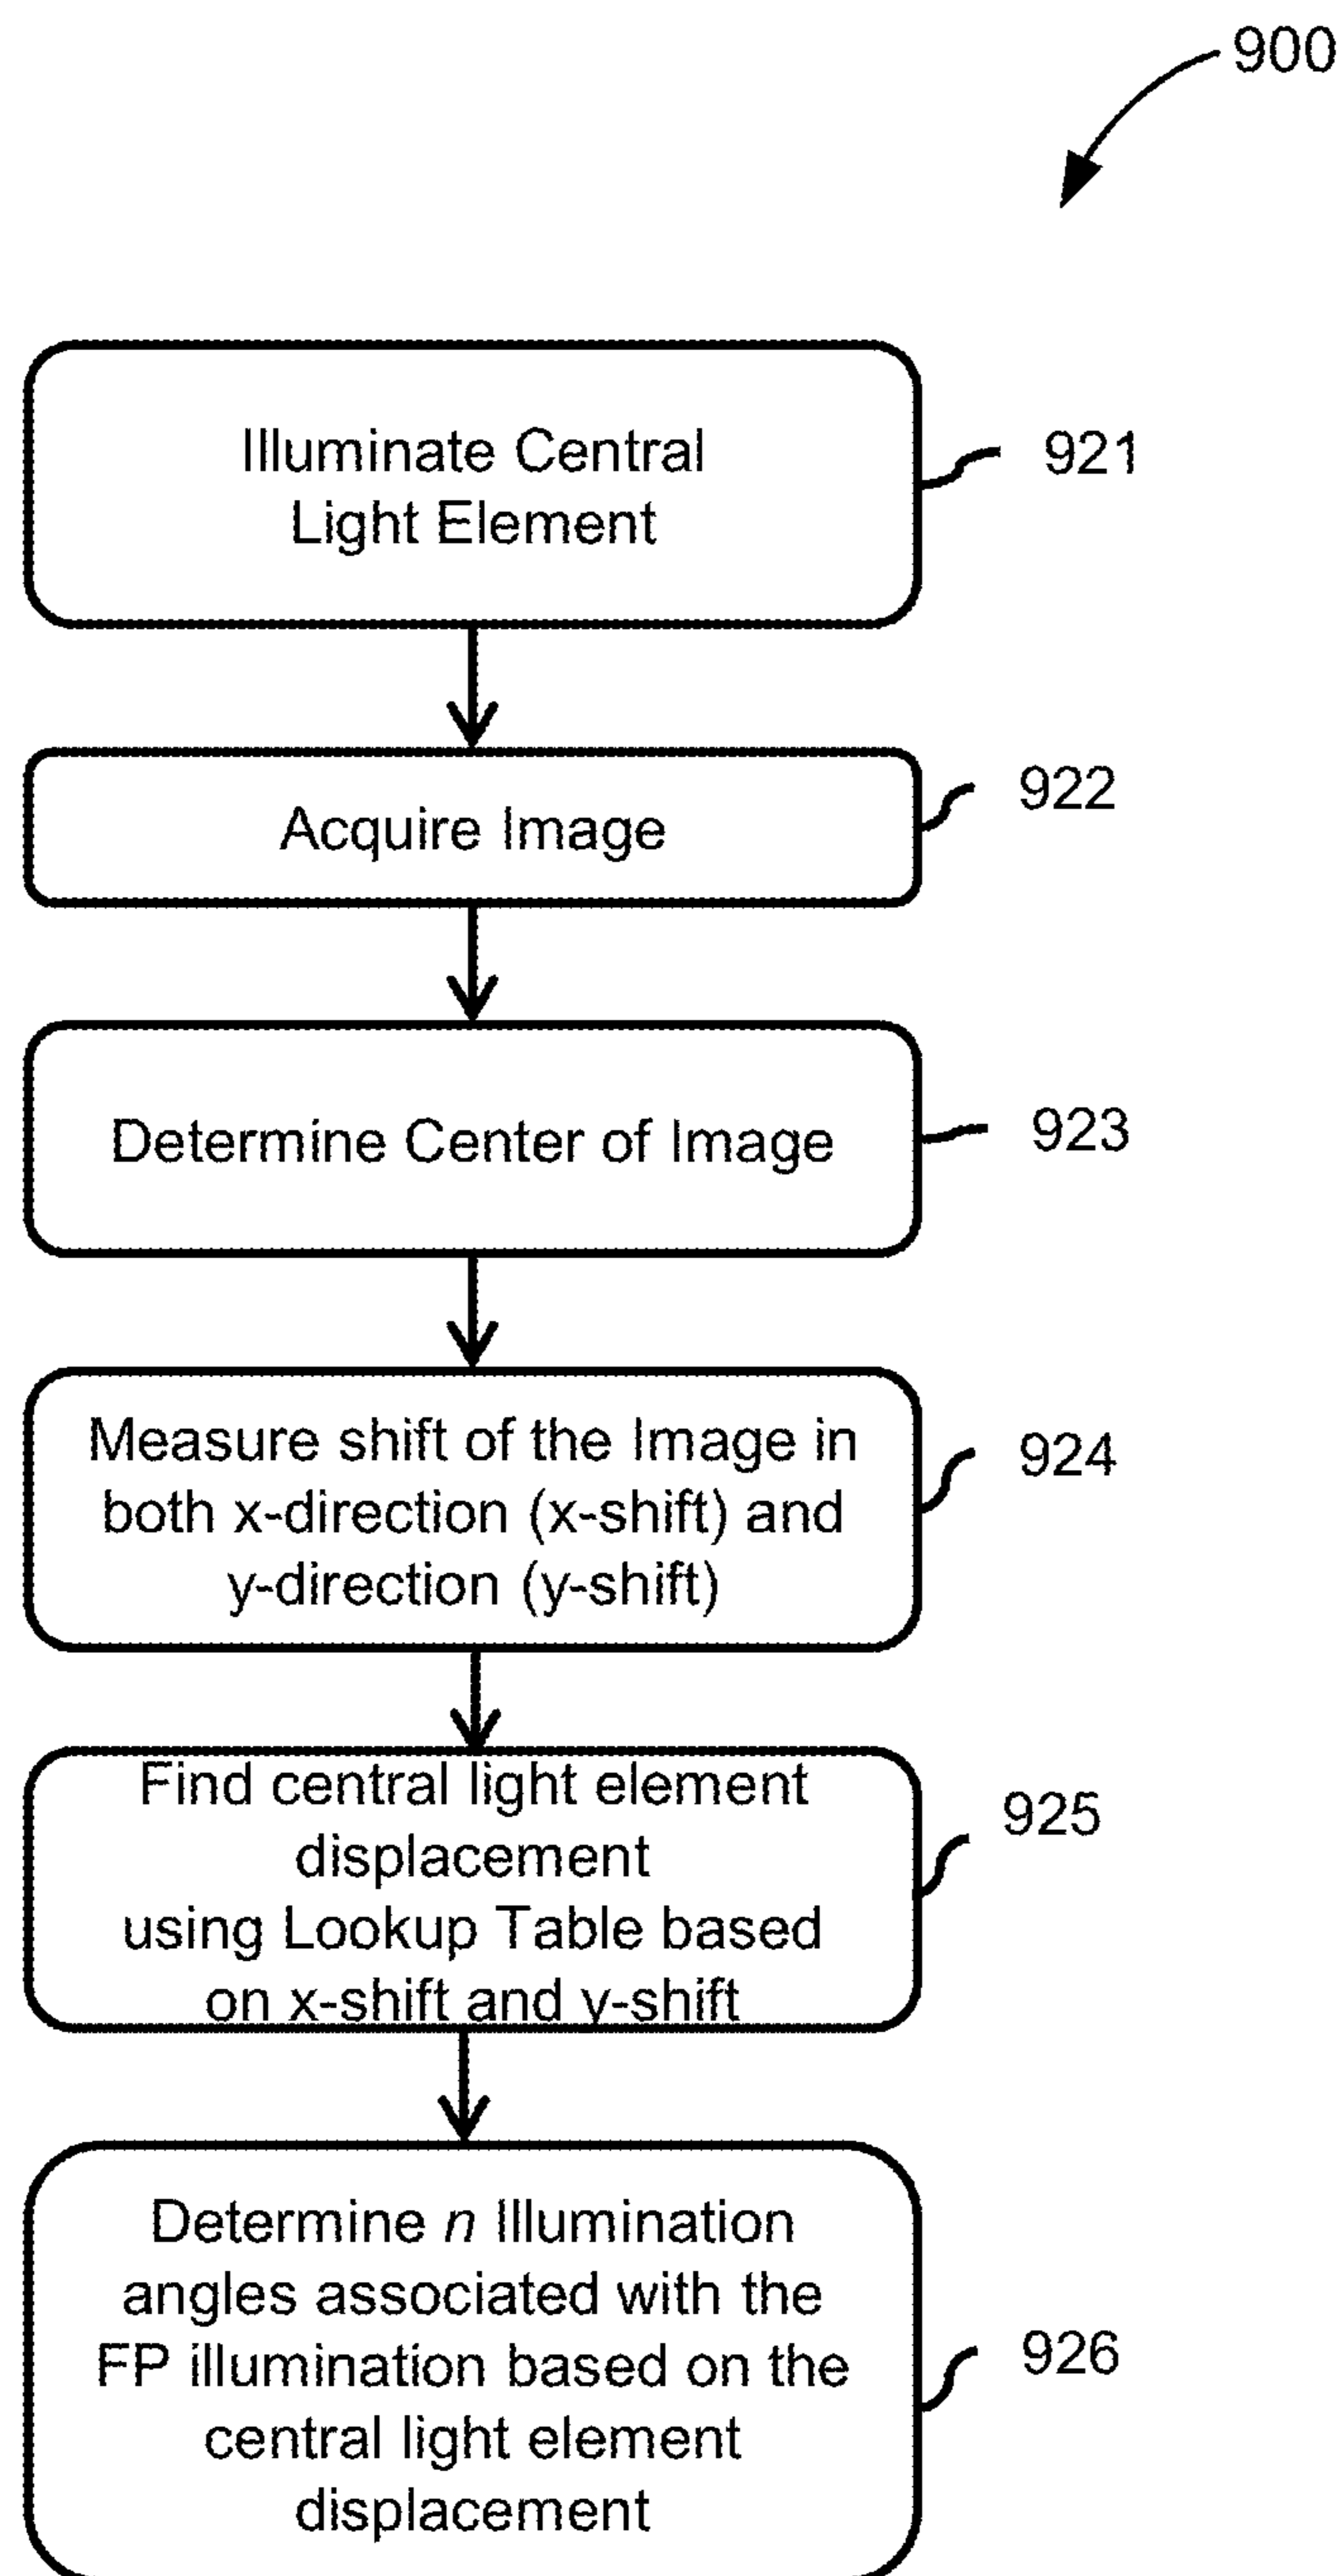 900
Illuminate Central
Light Element
921
Acquire Image
922
Determine Center of Image
923
Measure shift of the Image in
both x-direction (x-shift) and
y-direction (y-shift)
924
Find central light element
displacement
using Lookup Table based
on x-shift and y-shift
925
Determine n Illumination
angles associated with the
FP illumination based on the
central light element
displacement
926